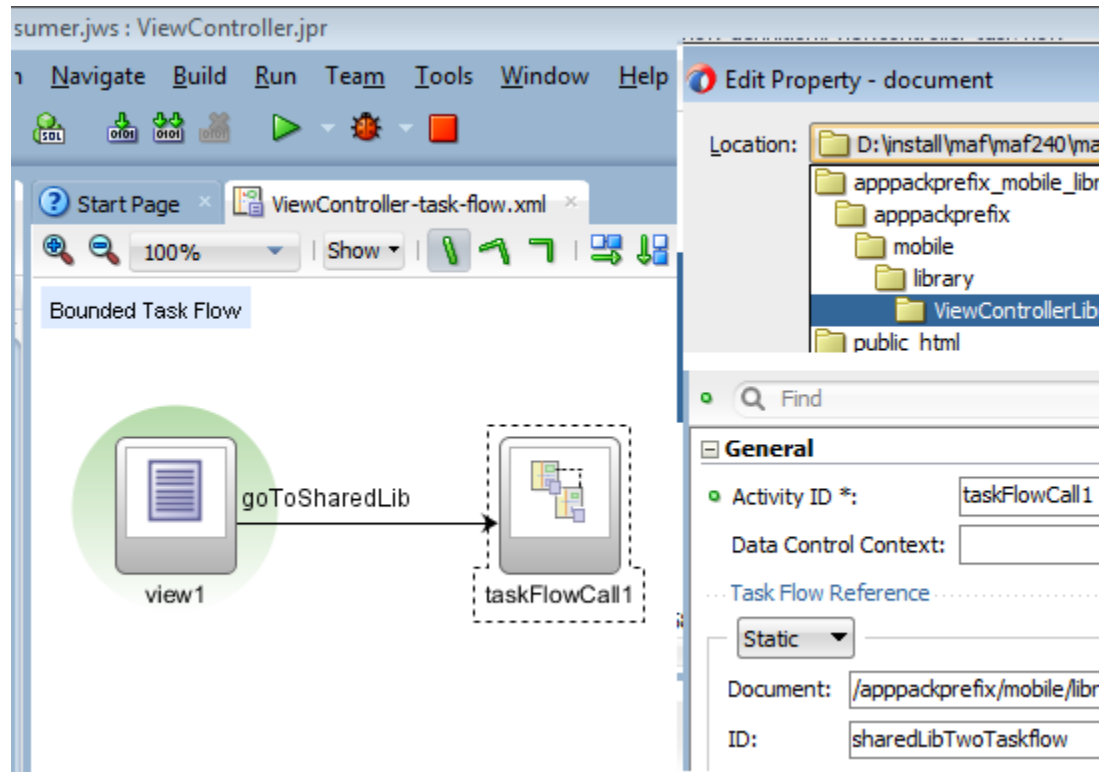 sumer.jws : ViewController.jpr
Navigate Build Run Team Tools Window Help
SQL
Start Page ViewController-task-flow.xml
100% Show
Bounded Task Flow
goToSharedLib
view1 taskFlowCall1
Edit Property - document
Location: D:\install\maf\maf240\ma
apppackprefix_mobile_libr
apppackprefix
mobile
library
ViewControllerLib
public_html
Find
General
Activity ID *: taskFlowCall1
Data Control Context:
Task Flow Reference
Static
Document: /apppackprefix/mobile/libr
ID: sharedLibTwoTaskflow